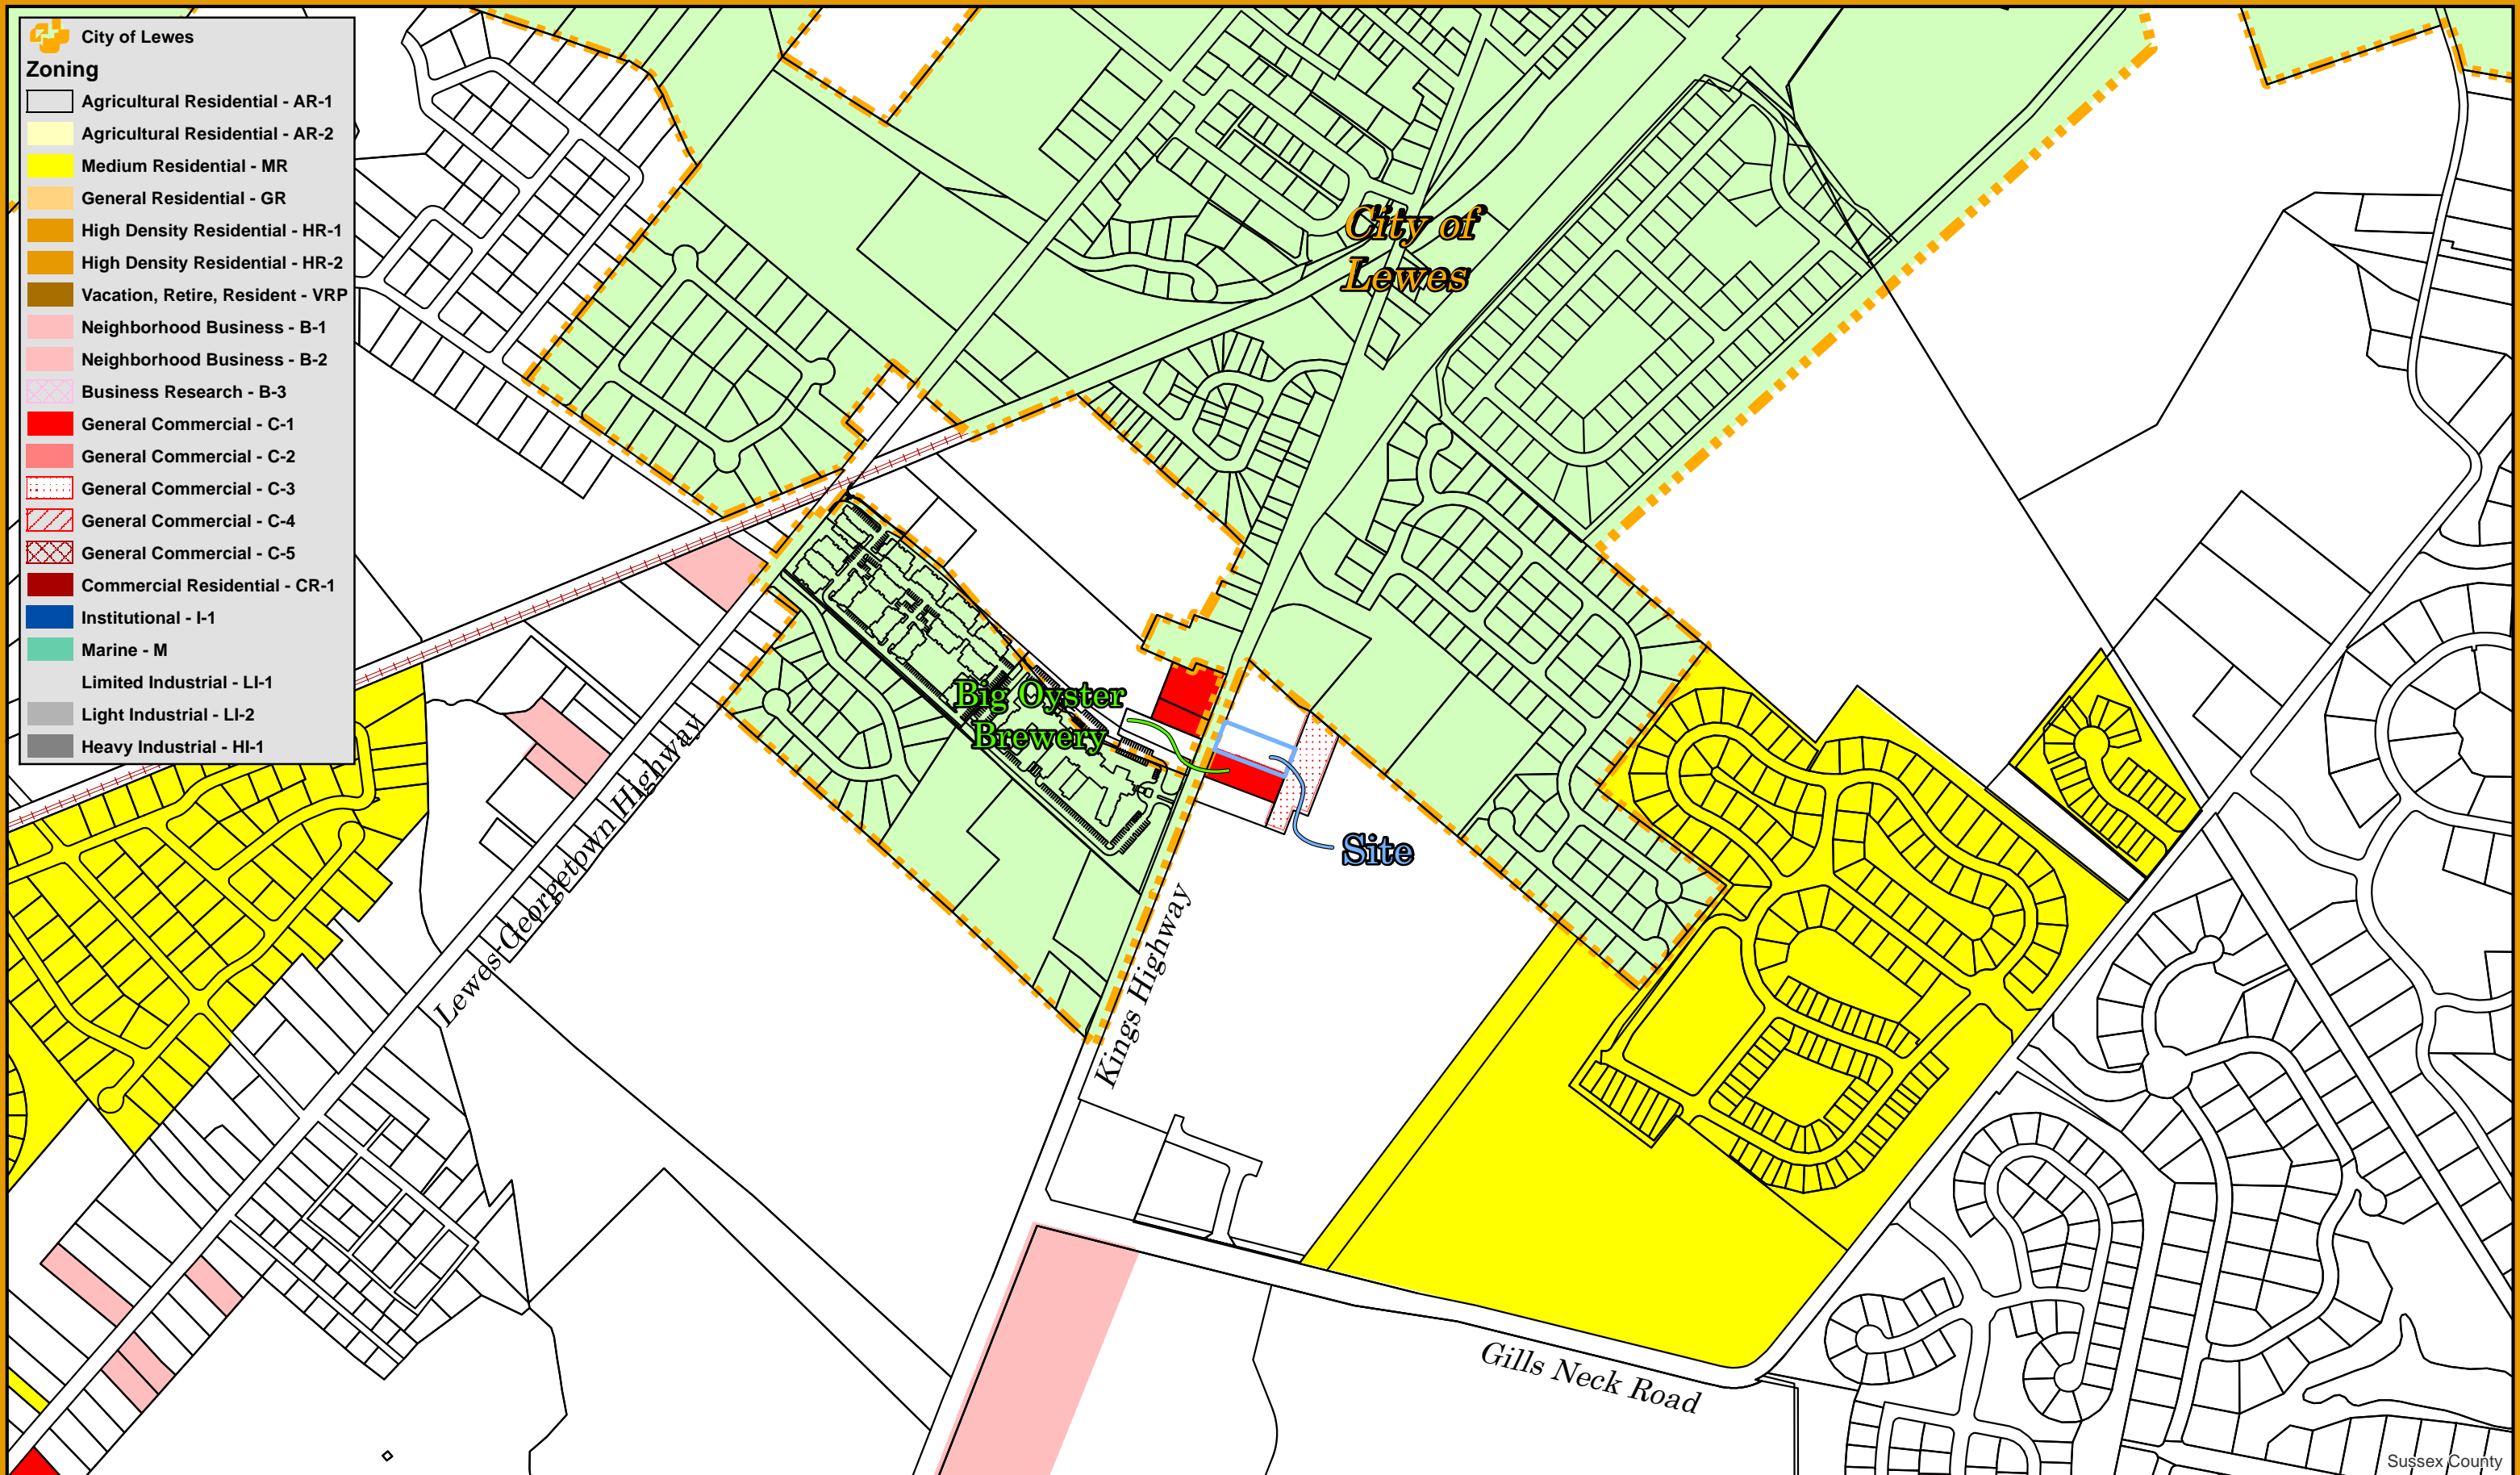 City of Lewes
Zoning
Agricultural Residential - AR-1
Agricultural Residential - AR-2
Medium Residential - MR
General Residential - GR
High Density Residential - HR-1
High Density Residential - HR-2
Vacation, Retire, Resident - VRP
Neighborhood Business - B-1
Neighborhood Business - B-2
Business Research - B-3
General Commercial - C-1
General Commercial - C-2
General Commercial - C-3
General Commercial - C-4
General Commercial - C-5
Commercial Residential - CR-1
Institutional - I-1
Marine - M
Limited Industrial - LI-1
Light Industrial - LI-2
Heavy Industrial - HI-1
City of
Lewes
Big Oyster
Brewery
Site
Lewes-Georgetown Highway
Kings Highway
Gills Neck Road
Sussex County